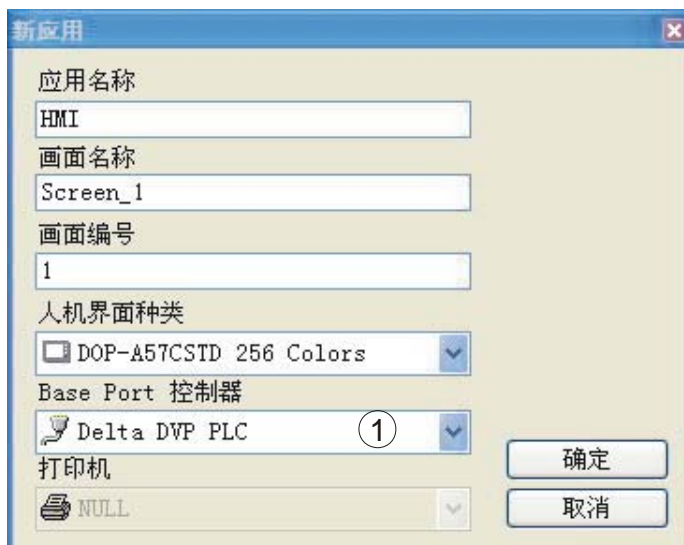 新应用
应用名称
HMI
画面名称
Screen_1
画面编号
1
人机界面种类
DOP-A57CSTD 256 Colors
Base Port 控制器
Delta DVP PLC ①
打印机
NULL
确定
取消